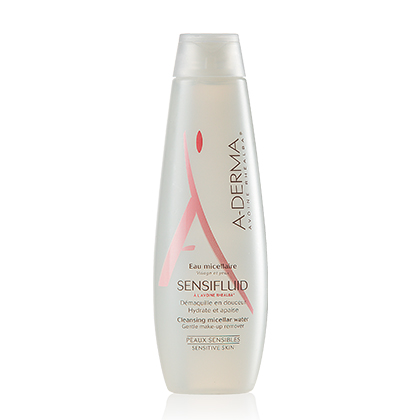 A-DERMA
AVOINE RHEALBA®
Eau micellaire
Visage et yeux
SENSIFLUID
A L'AVOINE RHEALBA®
Démaquille en douceur
Hydrate et apaise
Cleansing micellar water
Gentle make-up remover
PEAUX SENSIBLES
SENSITIVE SKIN